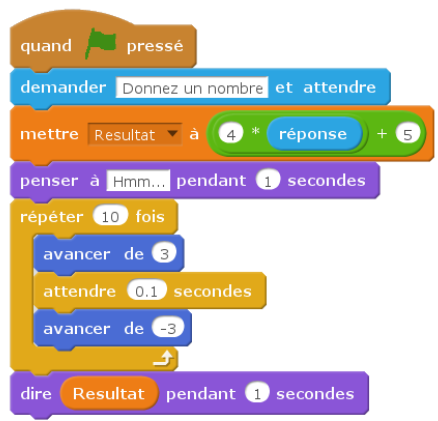 quand pressé
demander Donnez un nombre et attendre
mettre Resultat à 4 * réponse + 5
penser à Hmm... pendant 1 secondes
répéter 10 fois
avancer de 3
attendre 0.1 secondes
avancer de -3
dire Resultat pendant 1 secondes